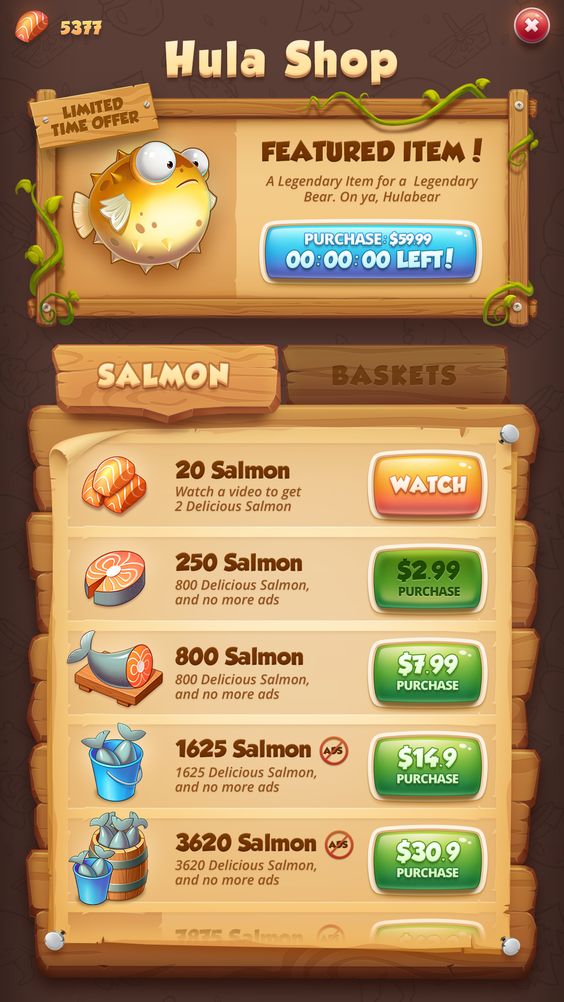 5377
Hula Shop
LIMITED
TIME OFFER
FEATURED ITEM!
A Legendary Item for a Legendary
Bear. On ya, Hulabear
PURCHASE: $59.99
00:00:00 LEFT!
SALMON
BASKETS
20 Salmon
Watch a video to get
2 Delicious Salmon
WATCH
250 Salmon
800 Delicious Salmon,
and no more ads
$2.99
PURCHASE
800 Salmon
800 Delicious Salmon,
and no more ads
$7.99
PURCHASE
1625 Salmon
ADS
1625 Delicious Salmon,
and no more ads
$14.9
PURCHASE
3620 Salmon
ADS
3620 Delicious Salmon,
and no more ads
$30.9
PURCHASE
Salmon